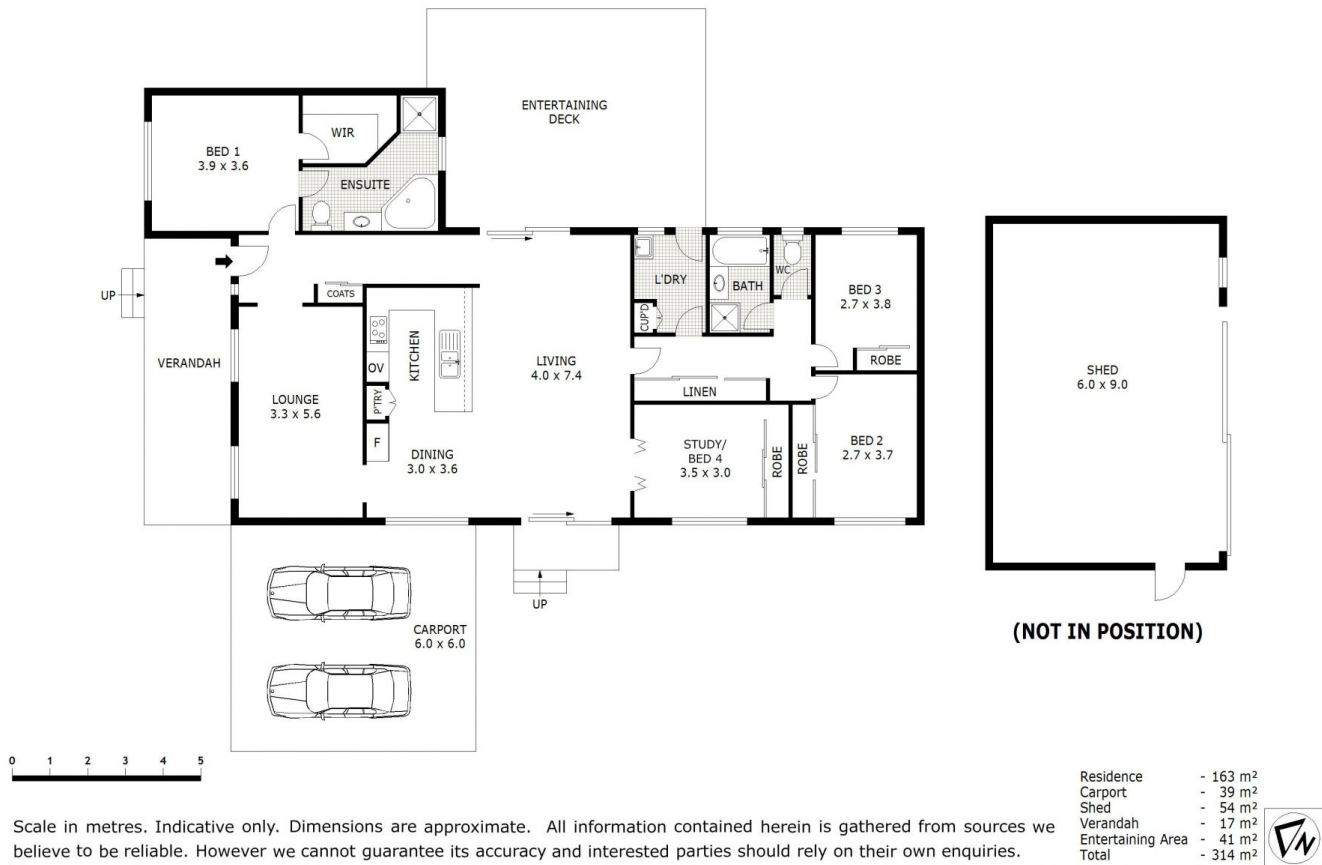 ENTERTAINING
DECK
BED 1
3.9 x 3.6
WIR
ENSUITE
UP
COATS
VERANDAH
LOUNGE
3.3 x 5.6
KITCHEN
OV
P'TRY
F
DINING
3.0 x 3.6
LIVING
4.0 x 7.4
L'DRY
CUP'D
BATH
WC
BED 3
2.7 x 3.8
ROBE
LINEN
STUDY/
BED 4
3.5 x 3.0
ROBE
ROBE
BED 2
2.7 x 3.7
UP
CARPORT
6.0 x 6.0
SHED
6.0 x 9.0
(NOT IN POSITION)
0 1 2 3 4 5
Residence - 163 m²
Carport - 39 m²
Shed - 54 m²
Verandah - 17 m²
Entertaining Area - 41 m²
Total - 314 m²
N
Scale in metres. Indicative only. Dimensions are approximate. All information contained herein is gathered from sources we
believe to be reliable. However we cannot guarantee its accuracy and interested parties should rely on their own enquiries.